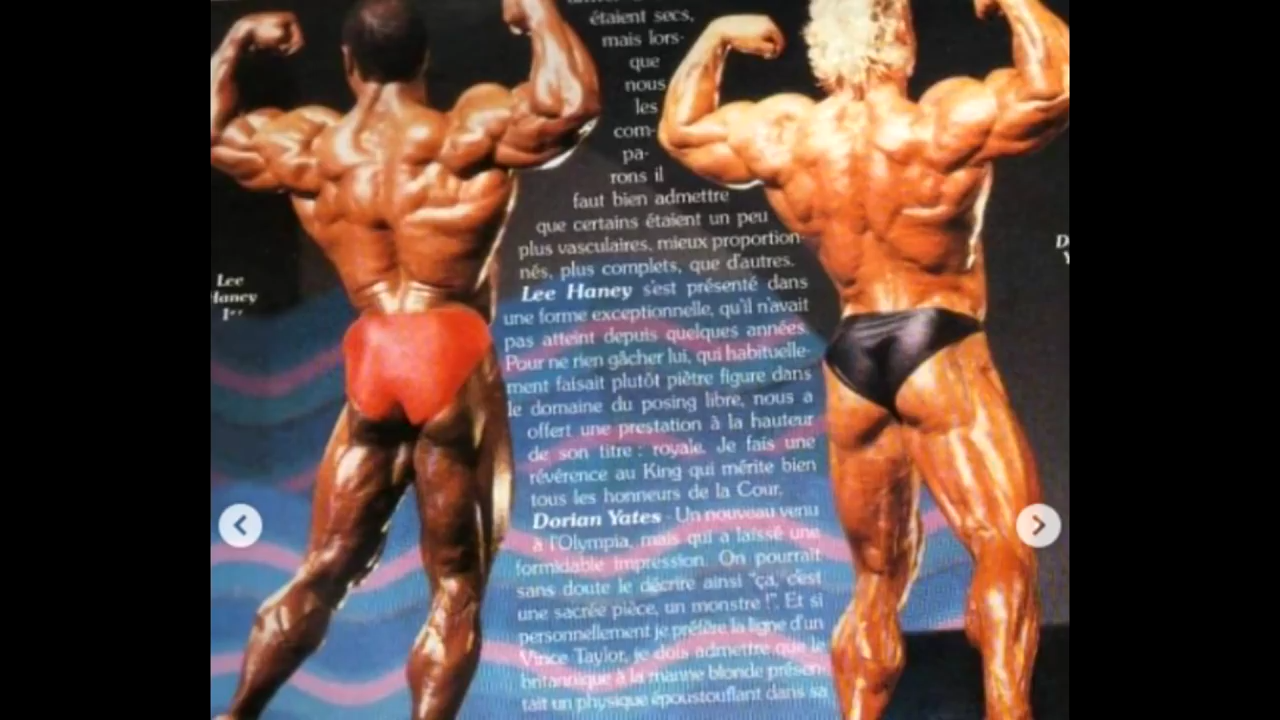 étaient secs,
mais lors-
que
nous
les
com-
pa-
rons il
faut bien admettre
que certains étaient un peu
plus vasculaires, mieux proportion-
nés, plus complets, que d'autres.
Lee Haney s'est présenté dans
une forme exceptionnelle, qu'il n'avait
pas atteint depuis quelques années.
Pour ne rien gâcher lui, qui habituelle-
ment faisait plutôt piètre figure dans
le domaine du posing libre, nous a
offert une prestation à la hauteur
de son titre : royale. Je fais une
révérence au King qui mérite bien
tous les honneurs de la Cour.
Dorian Yates - Un nouveau venu
à l'Olympia, mais qui a laissé une
formidable impression. On pourrait
sans doute le décrire ainsi "ça, c'est
une sacrée pièce, un monstre !". Et si
personnellement je préfère la ligne d'un
Vince Taylor, je dois admettre que le
britannique à la manne blonde présen-
tait un physique époustouflant dans sa
Lee
Haney
1er
D
Y